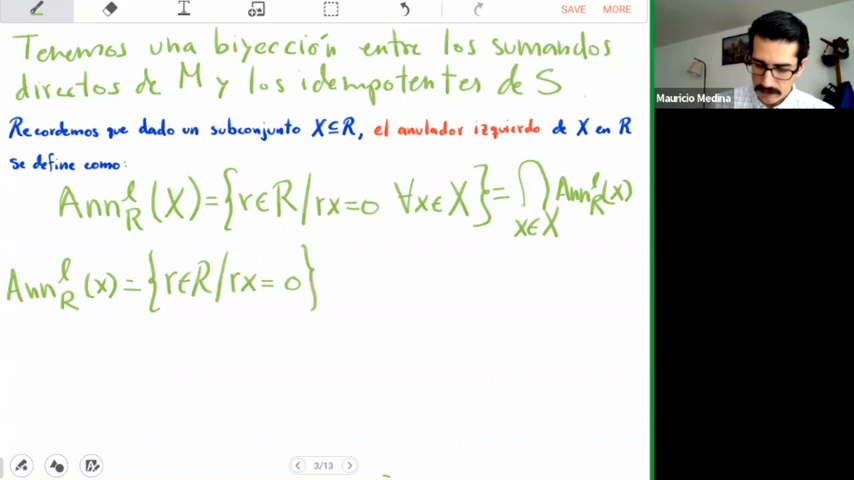 SAVE MORE
Tenemos una biyección entre los sumandos
directos de M y los idempotentes de S
Recordemos que dado un subconjunto X⊆R, el anulador izquierdo de X en R
se define como:
Ann^l_R(X)={r∈R/rx=0 ∀x∈X}=⋂_{x∈X} Ann^l_R(x)
Ann^l_R(x)={r∈R/rx=0}
3/13
Mauricio Medina